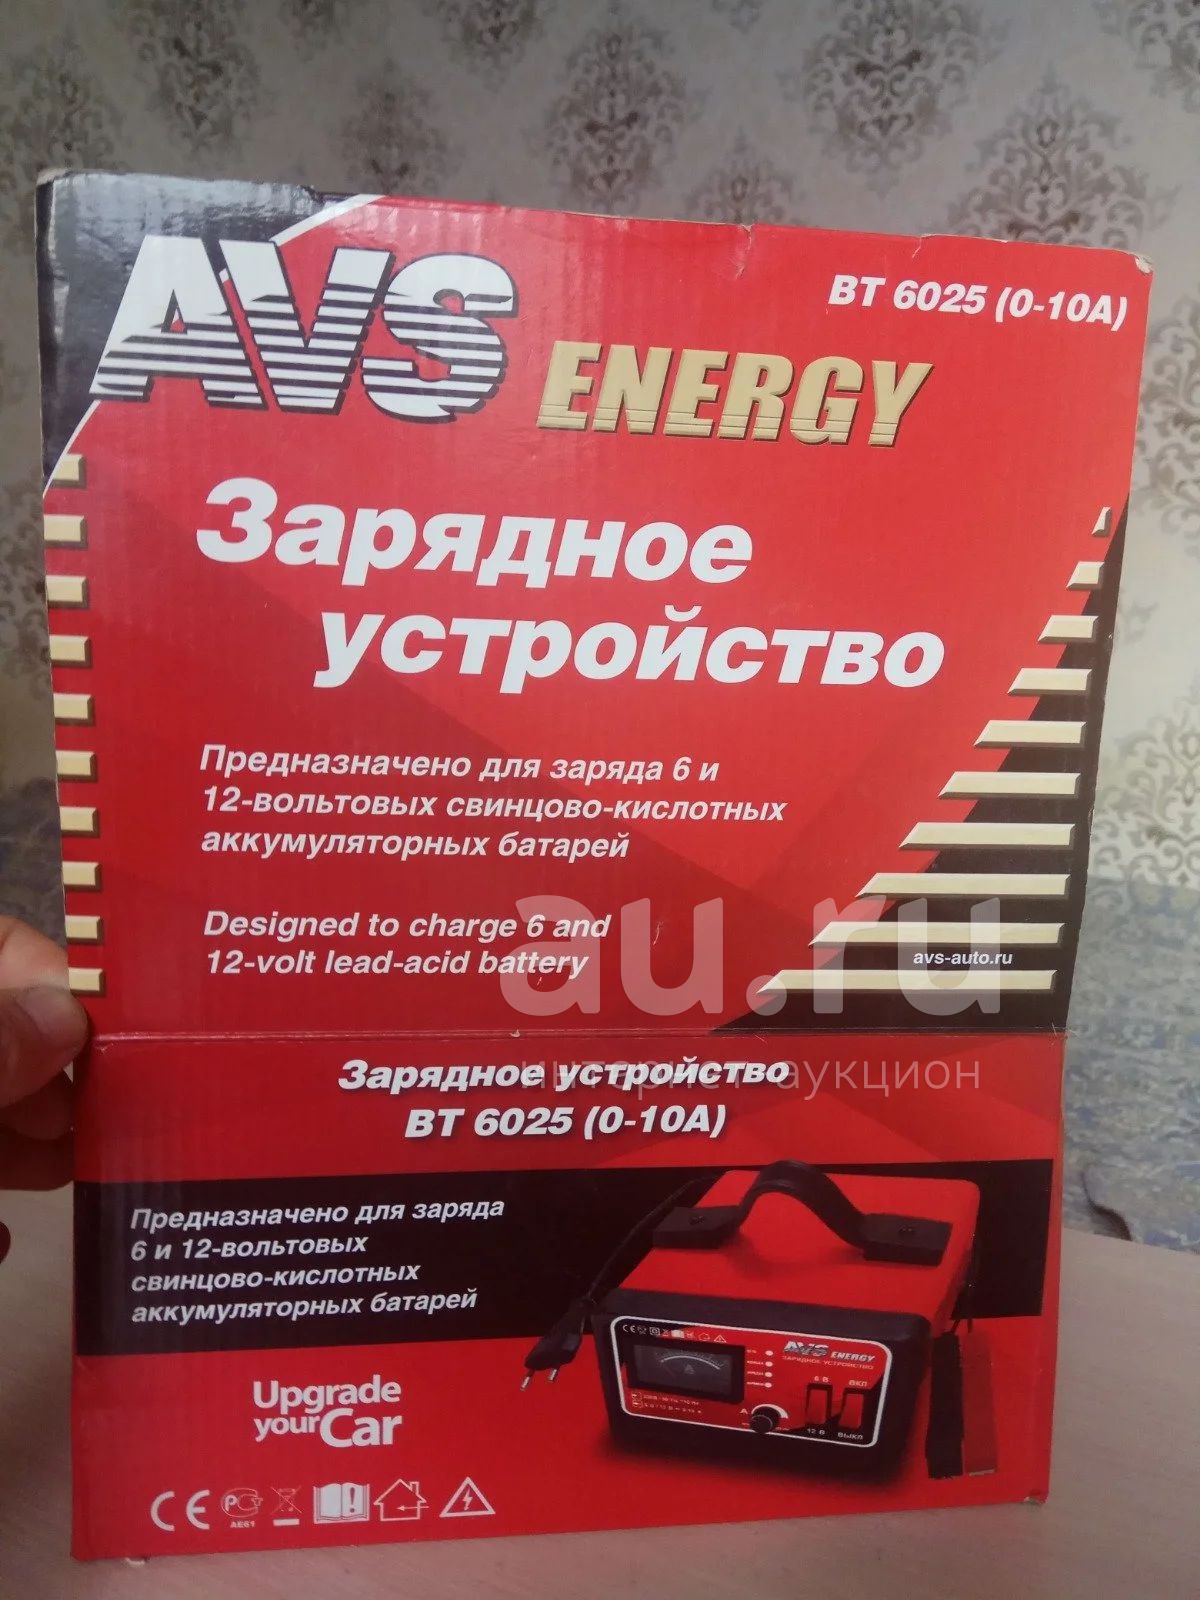 AVS ENERGY
BT 6025 (0-10A)
Зарядное
устройство
Предназначено для заряда 6 и
12-вольтовых свинцово-кислотных
аккумуляторных батарей
Designed to charge 6 and
12-volt lead-acid battery
avs-auto.ru
au.ru
интернет-аукцион
Зарядное устройство
BT 6025 (0-10A)
Предназначено для заряда
6 и 12-вольтовых
свинцово-кислотных
аккумуляторных батарей
AVS ENERGY
ЗАРЯДНОЕ УСТРОЙСТВО
6 В ВКЛ
A
12 В ВЫКЛ
Upgrade
your Car
CE
АЕ61